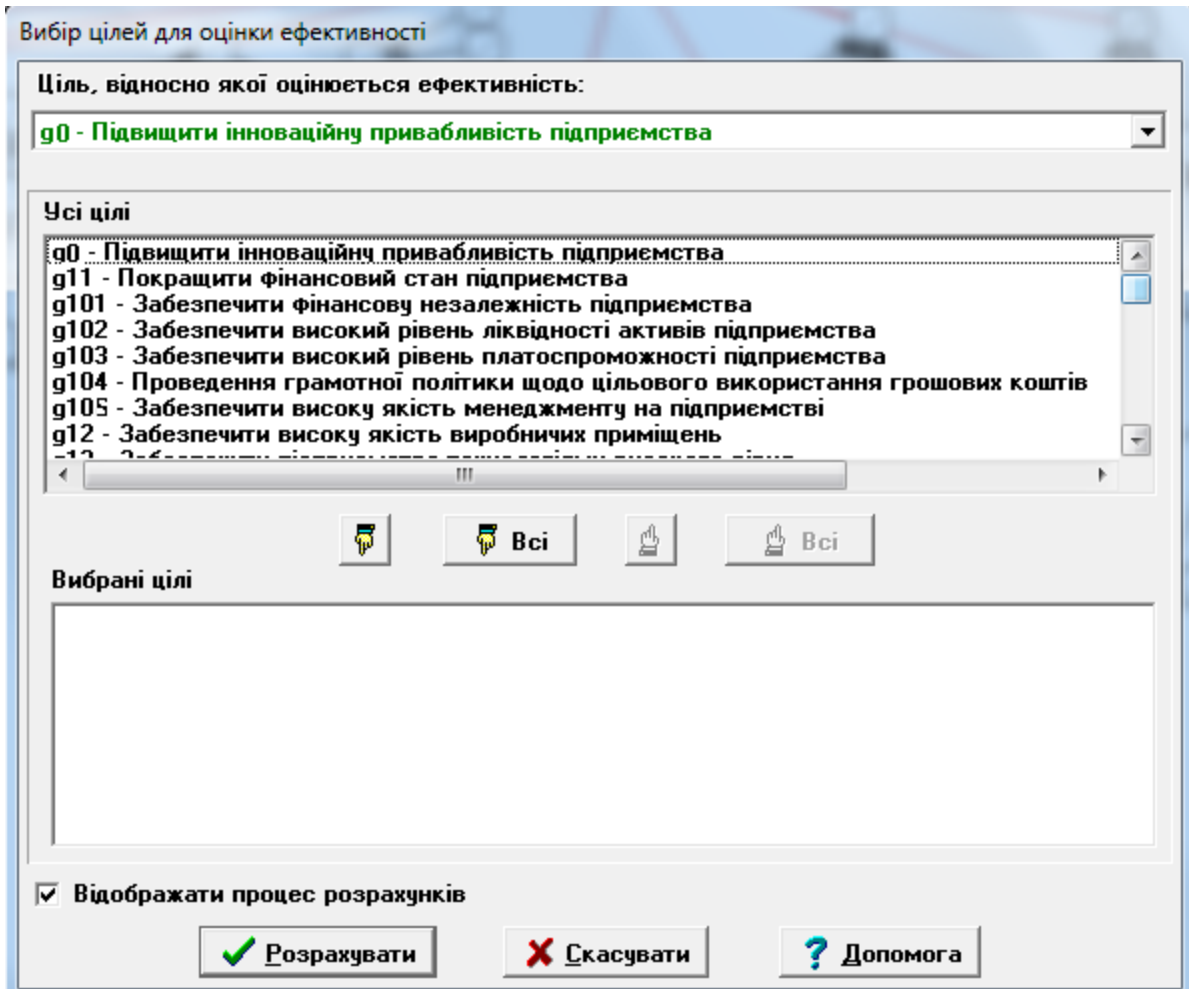 Вибір цілей для оцінки ефективності
Ціль, відносно якої оцінюється ефективність:
g0 - Підвищити інноваційну привабливість підприємства
Усі цілі
g0 - Підвищити інноваційну привабливість підприємства
g11 - Покращити фінансовий стан підприємства
g101 - Забезпечити фінансову незалежність підприємства
g102 - Забезпечити високий рівень ліквідності активів підприємства
g103 - Забезпечити високий рівень платоспроможності підприємства
g104 - Проведення грамотної політики щодо цільового використання грошових коштів
g105 - Забезпечити високу якість менеджменту на підприємстві
g12 - Забезпечити високу якість виробничих приміщень
Всі
Всі
Вибрані цілі
Відображати процес розрахунків
Розрахувати
Скасувати
Допомога